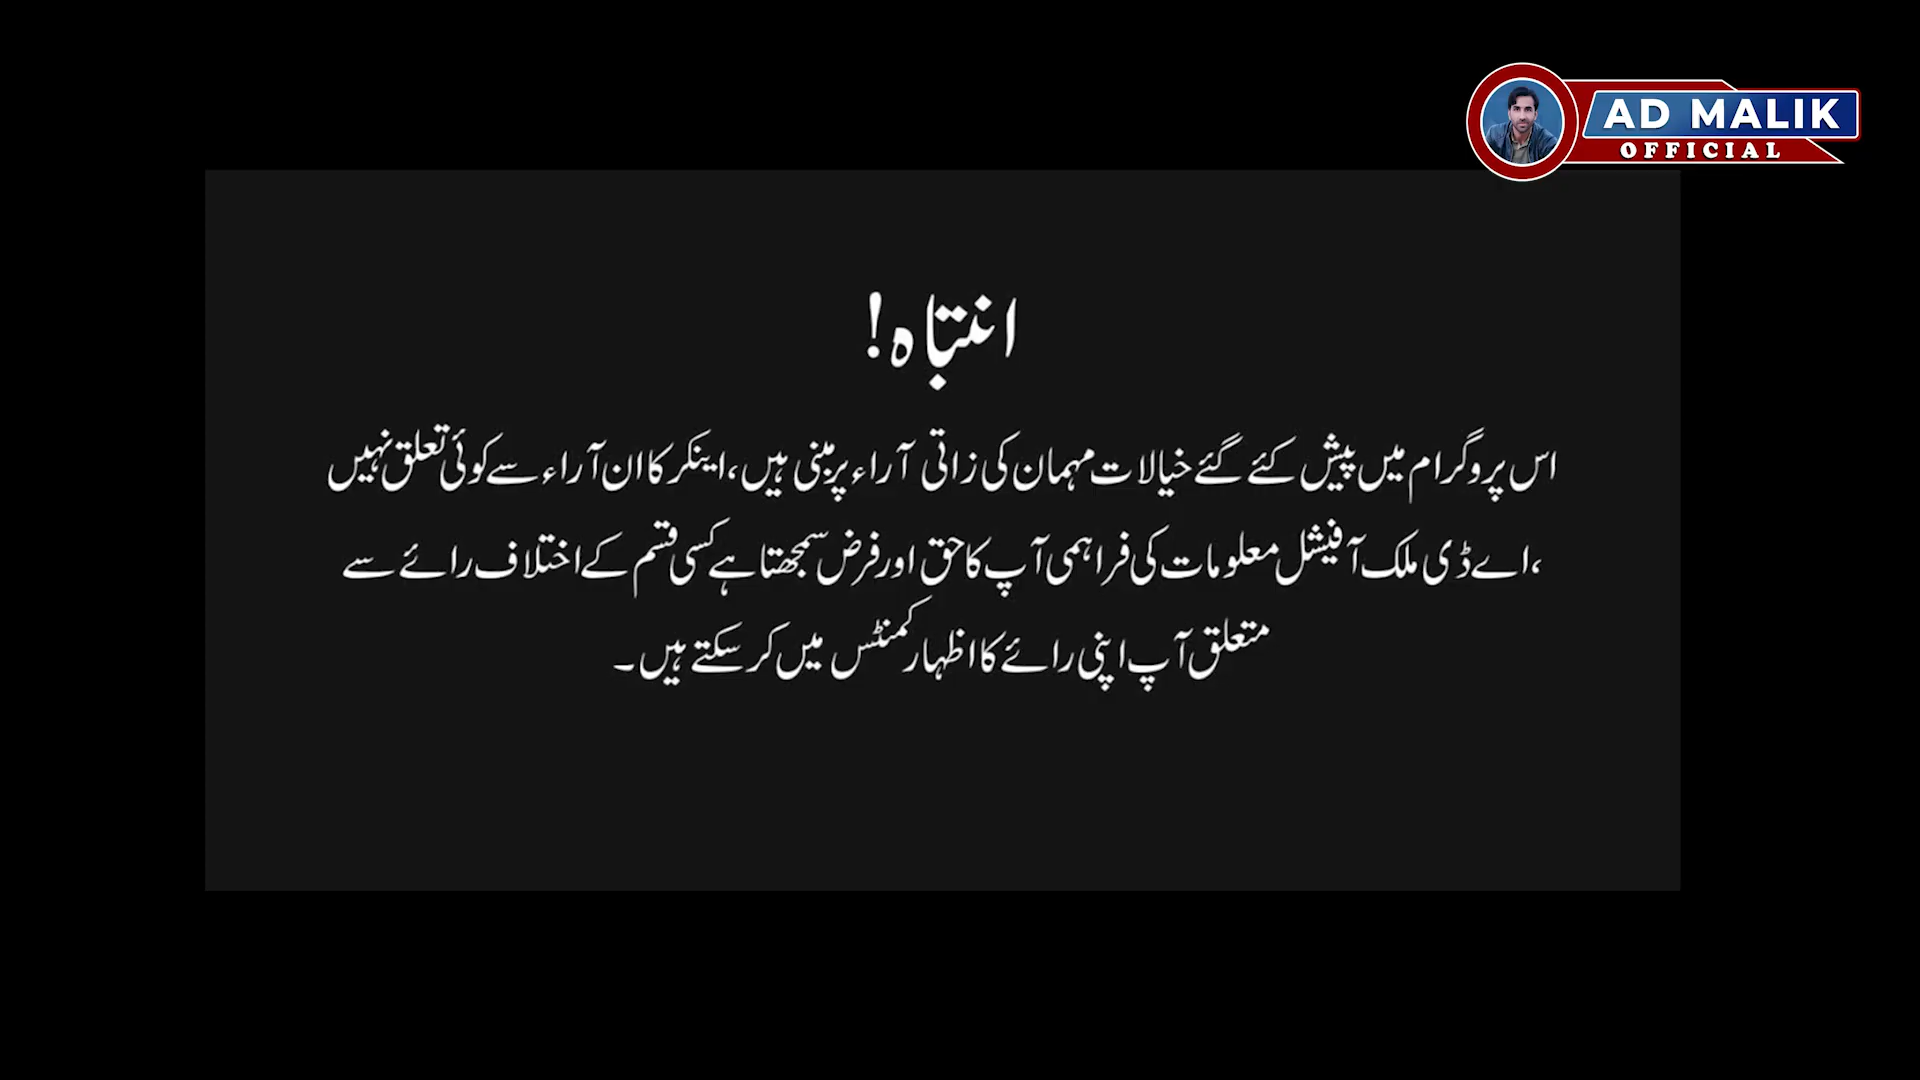 AD MALIK
OFFICIAL
انتباہ!
اس پروگرام میں پیش کئے گئے خیالات مہمان کی زاتی آراء پر مبنی ہیں، اینکر کا ان آراء سے کوئی تعلق نہیں
،اے ڈی ملک آفیشل معلومات کی فراہمی آپ کا حق اور فرض سمجھتا ہے کسی قسم کے اختلاف رائے سے
متعلق آپ اپنی رائے کا اظہار کمنٹس میں کر سکتے ہیں۔